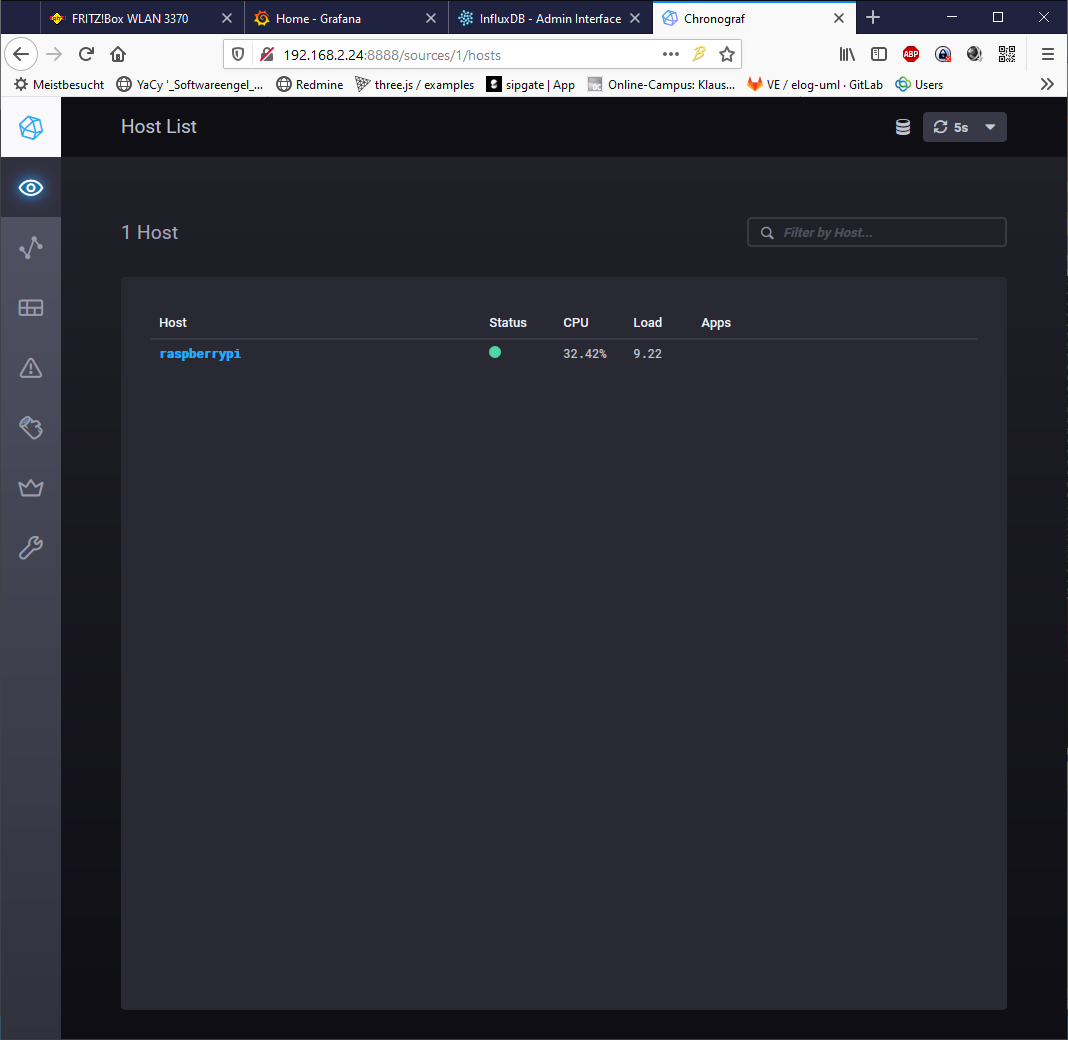 FRITZ!Box WLAN 3370
Home - Grafana
InfluxDB - Admin Interface
Chronograf
192.168.2.24:8888/sources/1/hosts
ABP
Meistbesucht
YaCy '_Softwareengel_...
Redmine
three.js / examples
sipgate | App
Online-Campus: Klaus...
VE / elog-uml · GitLab
Users
Host List
5s
1 Host
Filter by Host...
Host Status CPU Load Apps
raspberrypi 32.42% 9.22